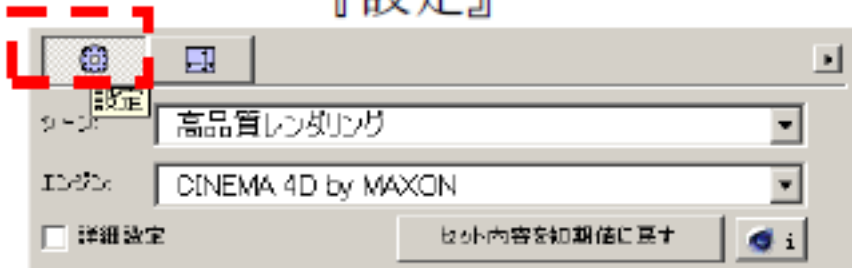 『設定』
設定
シーン:
高品質レンダリング
エンジン:
CINEMA 4D by MAXON
詳細設定
セット内容を初期値に戻す
i